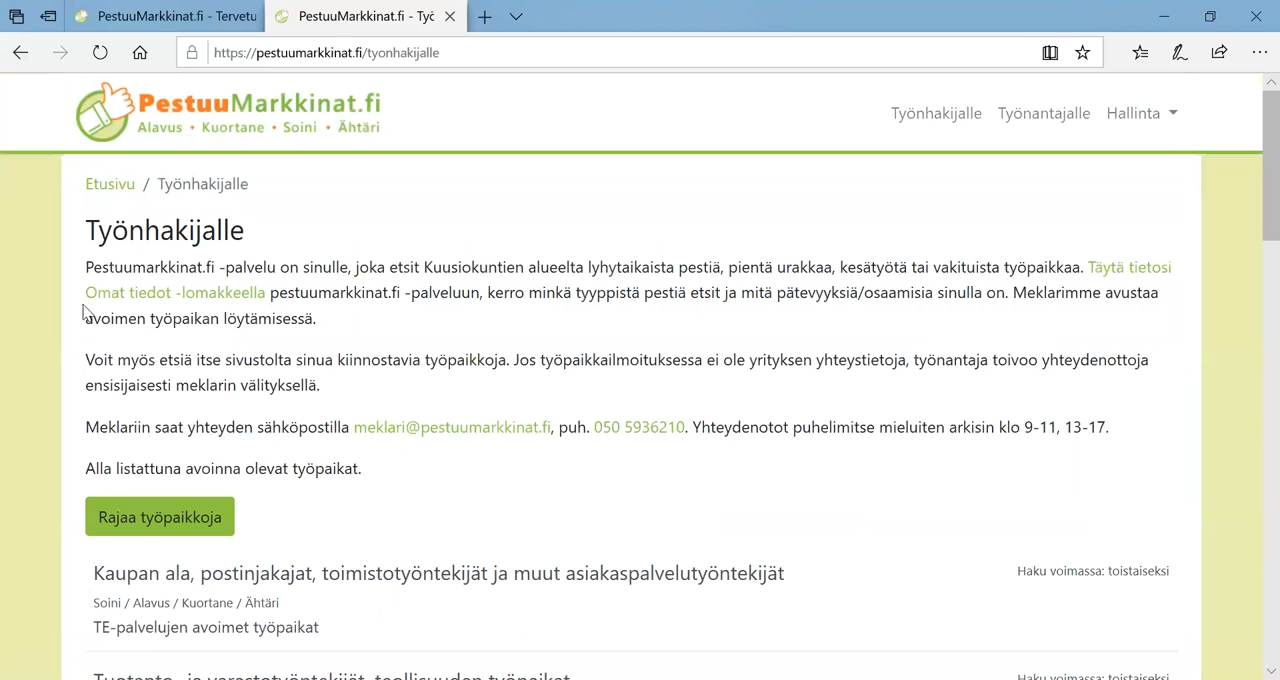 PestuuMarkkinat.fi - Tervetu
PestuuMarkkinat.fi - Työ
https://pestuumarkkinat.fi/tyonhakijalle
PestuuMarkkinat.fi
Alavus • Kuortane • Soini • Ähtäri
Työnhakijalle Työnantajalle Hallinta
Etusivu / Työnhakijalle
Työnhakijalle
Pestuumarkkinat.fi -palvelu on sinulle, joka etsit Kuusiokuntien alueelta lyhytaikaista pestiä, pientä urakkaa, kesätyötä tai vakituista työpaikkaa. Täytä tietosi
Omat tiedot -lomakkeella pestuumarkkinat.fi -palveluun, kerro minkä tyyppistä pestiä etsit ja mitä pätevyyksiä/osaamisia sinulla on. Meklarimme avustaa
avoimen työpaikan löytämisessä.
Voit myös etsiä itse sivustolta sinua kiinnostavia työpaikkoja. Jos työpaikkailmoituksessa ei ole yrityksen yhteystietoja, työnantaja toivoo yhteydenottoja
ensisijaisesti meklarin välityksellä.
Meklariin saat yhteyden sähköpostilla meklari@pestuumarkkinat.fi, puh. 050 5936210. Yhteydenotot puhelimitse mieluiten arkisin klo 9-11, 13-17.
Alla listattuna avoinna olevat työpaikat.
Rajaa työpaikkoja
Kaupan ala, postinjakajat, toimistotyöntekijät ja muut asiakaspalvelutyöntekijät
Haku voimassa: toistaiseksi
Soini / Alavus / Kuortane / Ähtäri
TE-palvelujen avoimet työpaikat
Tuotanto- ja varastotyöntekijät, teollisuuden työpaikat
Haku voimassa: toistaiseksi